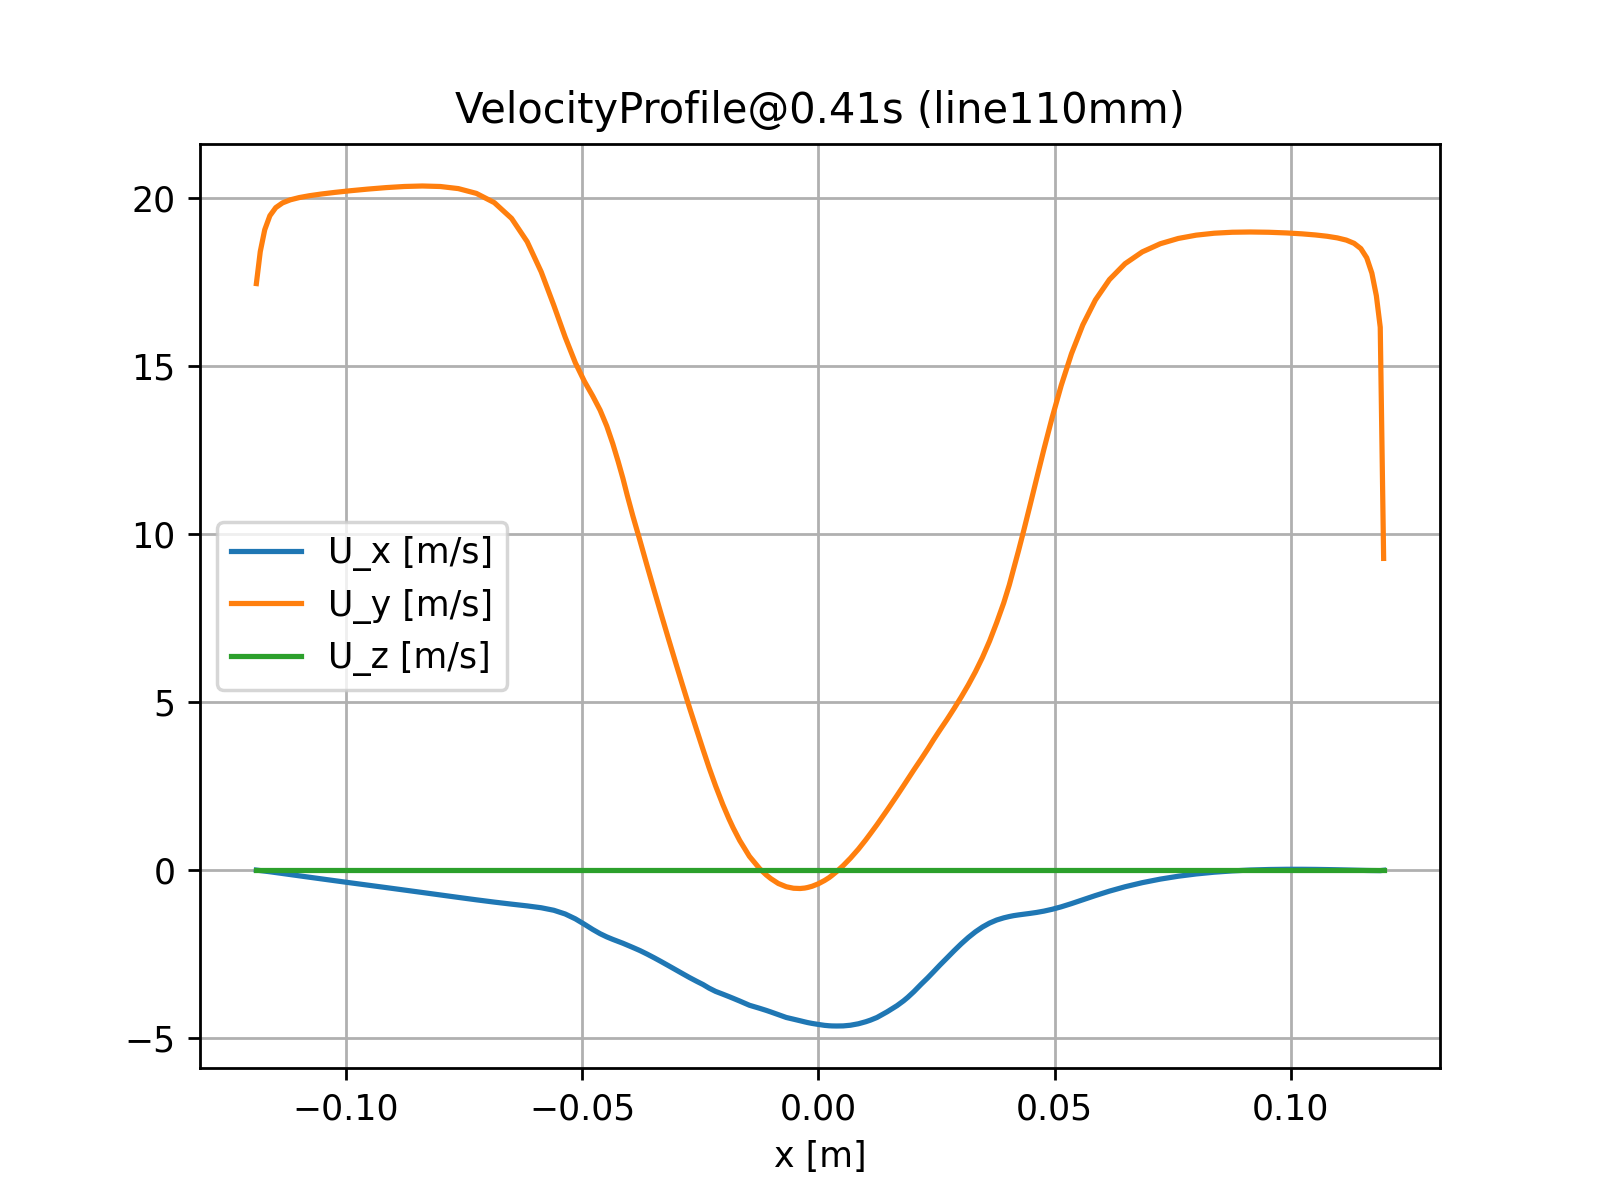 VelocityProfile@0.41s (line110mm)
20
15
10
5
0
−5
U_x [m/s]
U_y [m/s]
U_z [m/s]
−0.10 −0.05 0.00 0.05 0.10
x [m]